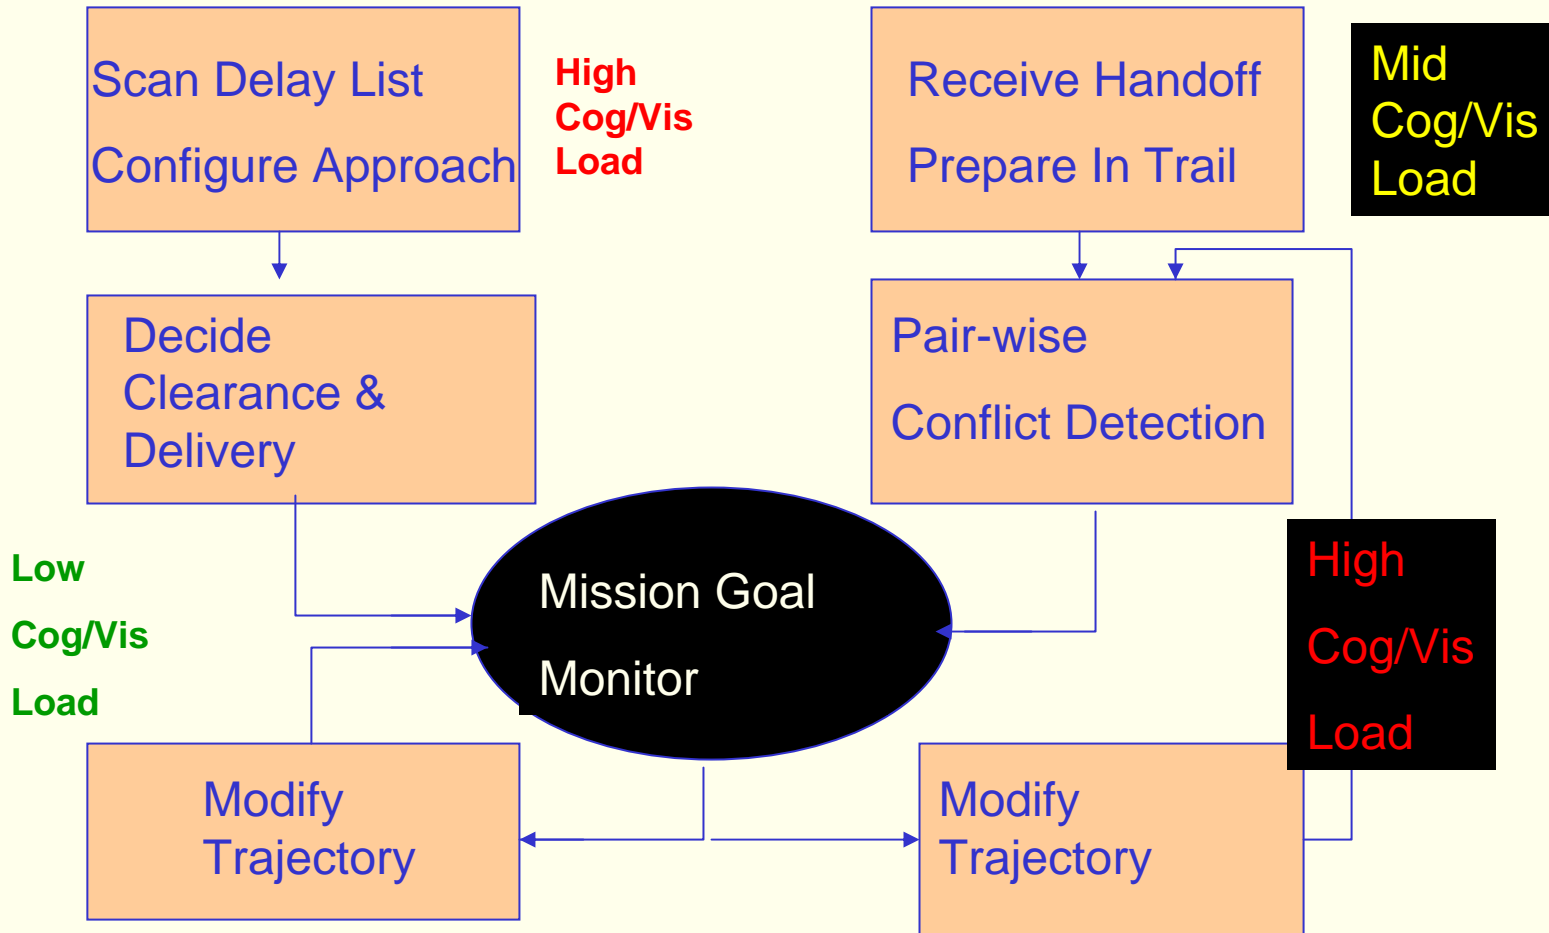 Scan Delay List
Configure Approach
High
Cog/Vis
Load
Receive Handoff
Prepare In Trail
Mid
Cog/Vis
Load
Decide
Clearance &
Delivery
Pair-wise
Conflict Detection
Low
Cog/Vis
Load
Mission Goal
Monitor
High
Cog/Vis
Load
Modify
Trajectory
Modify
Trajectory